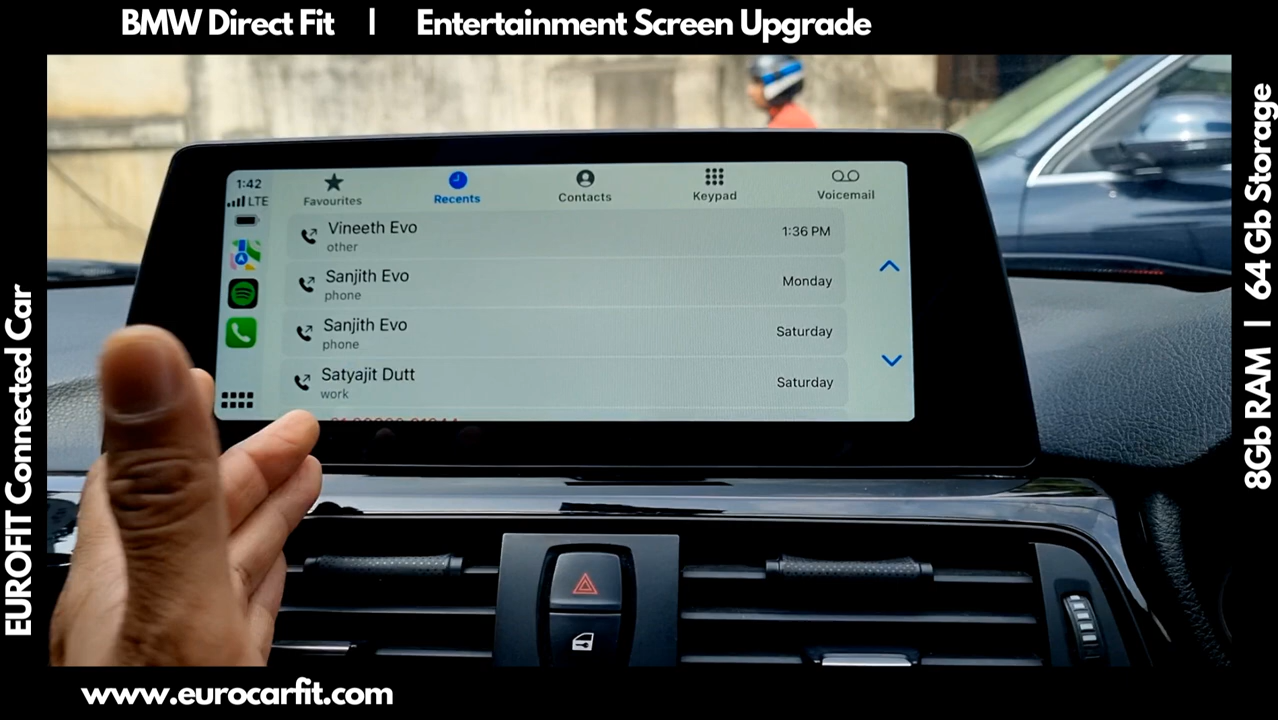 BMW Direct Fit | Entertainment Screen Upgrade
EUROFIT Connected Car
8Gb RAM | 64 Gb Storage
1:42
LTE
Favourites
Recents
Contacts
Keypad
Voicemail
Vineeth Evo
other
1:36 PM
Sanjith Evo
phone
Monday
Sanjith Evo
phone
Saturday
Satyajit Dutt
work
Saturday
www.eurocarfit.com